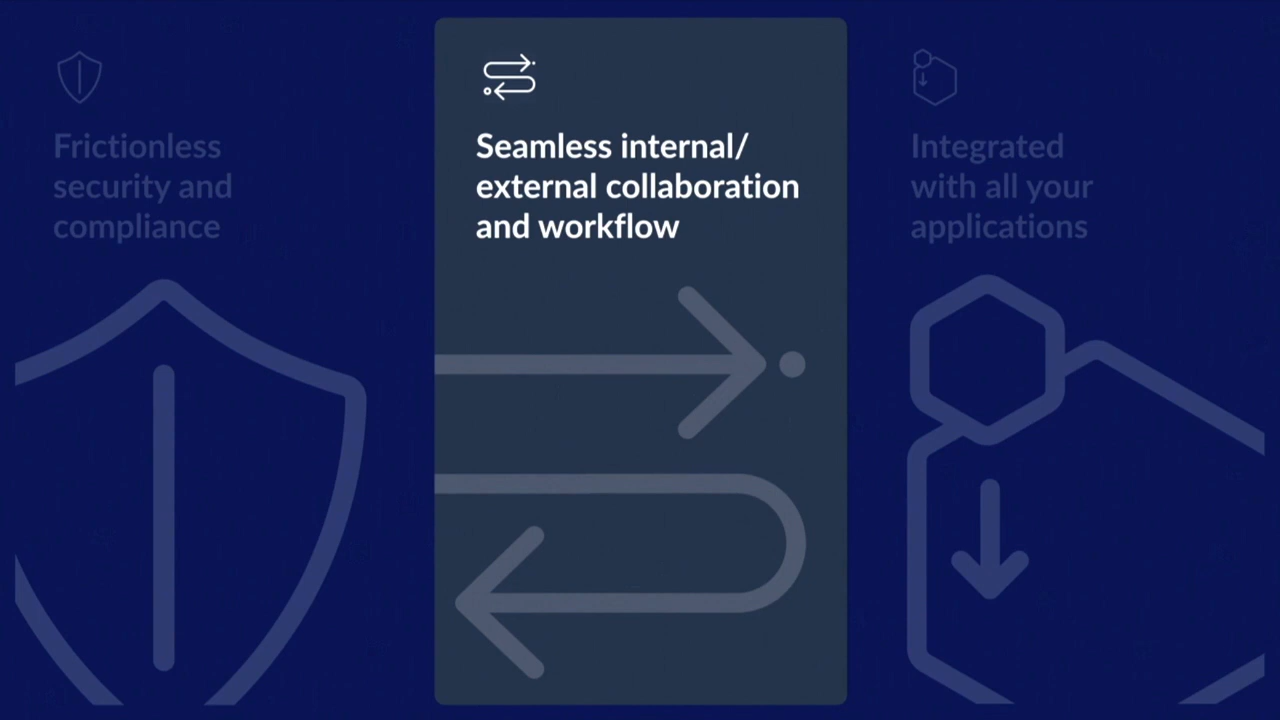 Frictionless
security and
compliance
Seamless internal/
external collaboration
and workflow
Integrated
with all your
applications